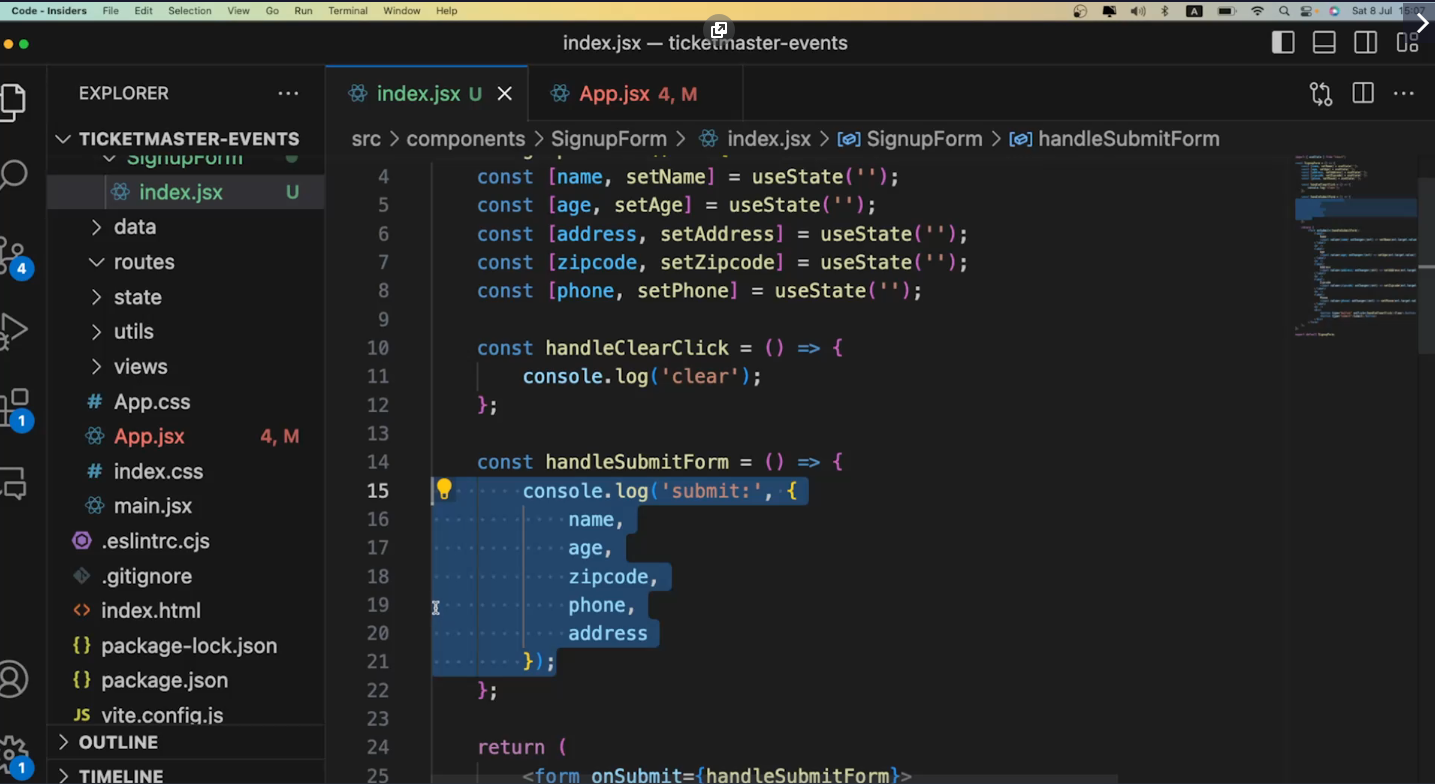 Code - Insiders File Edit Selection View Go Run Terminal Window Help A Sat 8 Jul 15:07
index.jsx — ticketmaster-events
EXPLORER ···
index.jsx U
App.jsx 4, M
TICKETMASTER-EVENTS
src > components > SignupForm > index.jsx > SignupForm > handleSubmitForm
SignupForm
index.jsx U
data
routes
state
utils
views
App.css
App.jsx 4, M
index.css
main.jsx
.eslintrc.cjs
.gitignore
index.html
package-lock.json
package.json
vite.config.js
OUTLINE
TIMELINE
4
1
1
4 const [name, setName] = useState('');
5 const [age, setAge] = useState('');
6 const [address, setAddress] = useState('');
7 const [zipcode, setZipcode] = useState('');
8 const [phone, setPhone] = useState('');
9
10 const handleClearClick = () => {
11 console.log('clear');
12 };
13
14 const handleSubmitForm = () => {
15 console.log('submit:', {
16 name,
17 age,
18 zipcode,
19 phone,
20 address
21 });
22 };
23
24 return (
25 <form onSubmit={handleSubmitForm}>